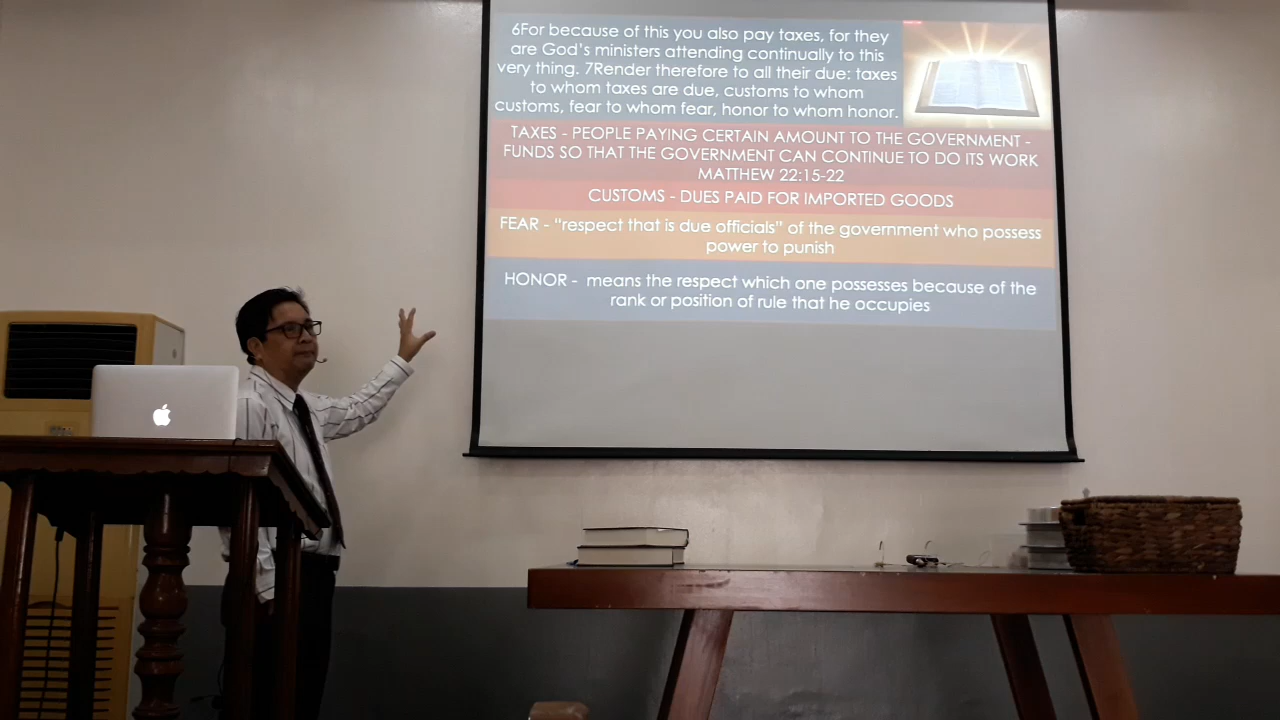 6For because of this you also pay taxes, for they
are God's ministers attending continually to this
very thing. 7Render therefore to all their due: taxes
to whom taxes are due, customs to whom
customs, fear to whom fear, honor to whom honor.
TAXES - PEOPLE PAYING CERTAIN AMOUNT TO THE GOVERNMENT -
FUNDS SO THAT THE GOVERNMENT CAN CONTINUE TO DO ITS WORK
MATTHEW 22:15-22
CUSTOMS - DUES PAID FOR IMPORTED GOODS
FEAR - “respect that is due officials” of the government who possess
power to punish
HONOR - means the respect which one possesses because of the
rank or position of rule that he occupies